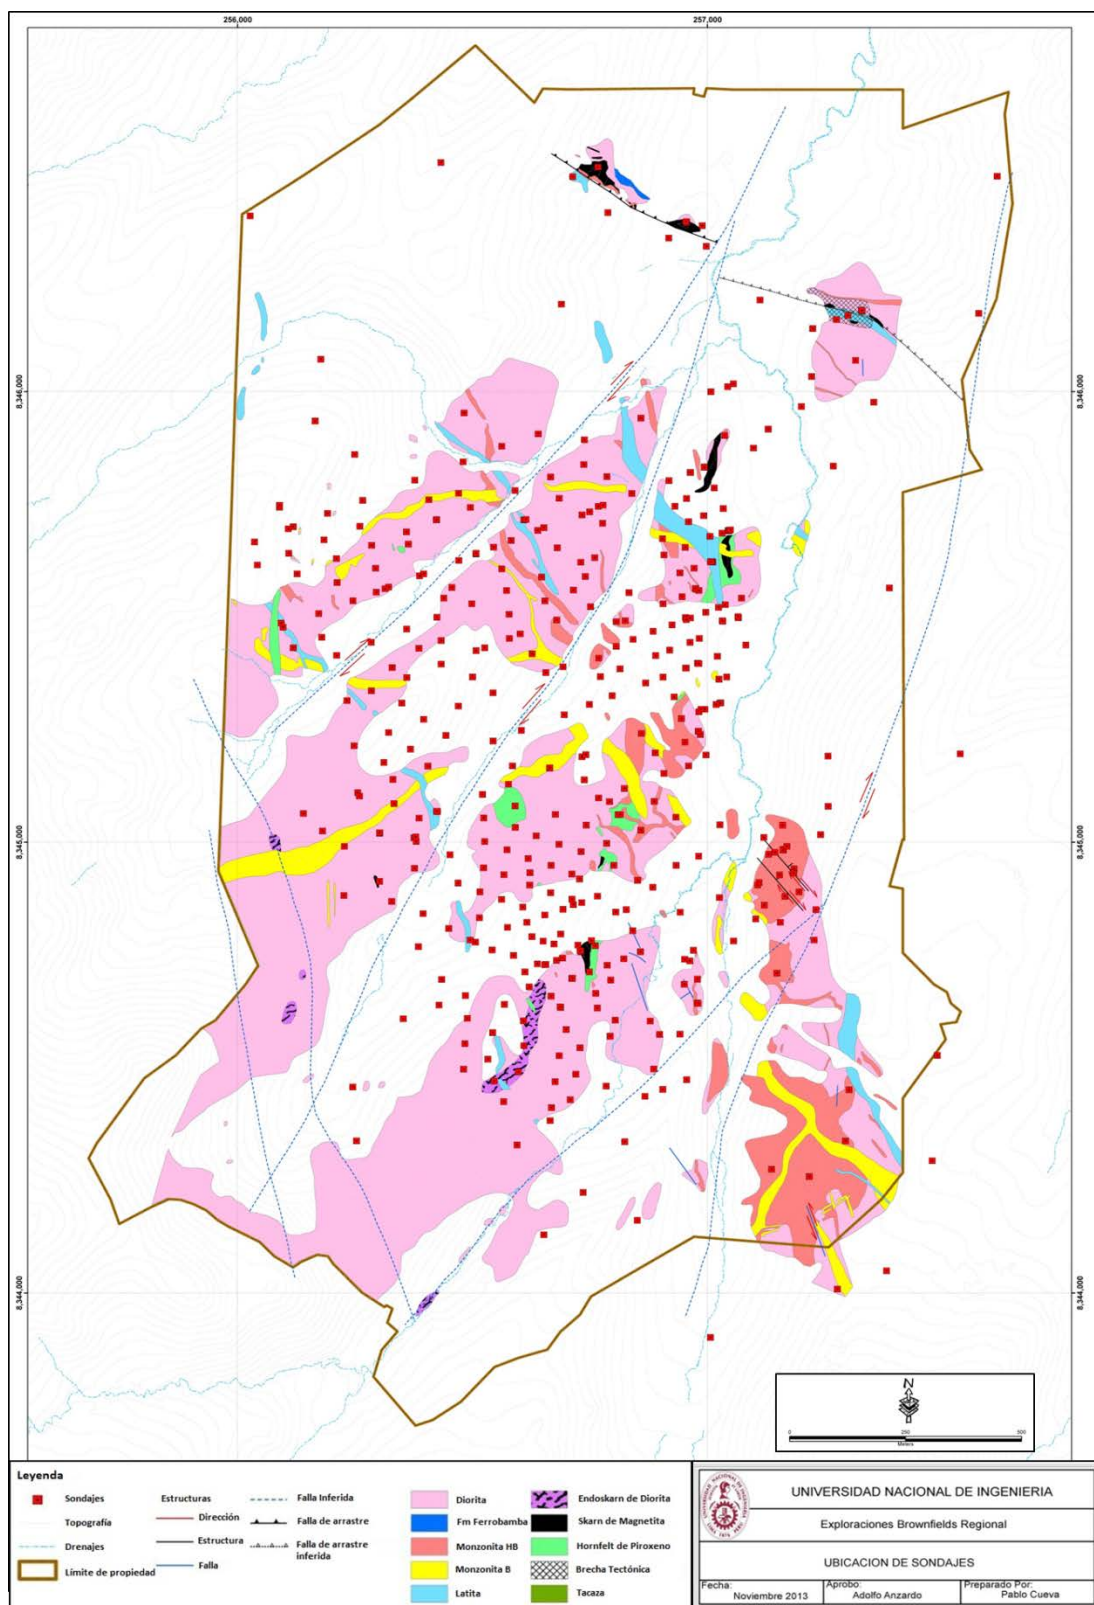 256,000
257,000
8,346,000
8,346,000
8,345,000
8,345,000
8,344,000
8,344,000
N
0
250
500
Meters
Leyenda
Sondajes
Topografía
Drenajes
Límite de propiedad
Estructuras
Dirección
Estructura
Falla
Falla Inferida
Falla de arrastre
Falla de arrastre
inferida
Diorita
Fm Ferrobamba
Monzonita HB
Monzonita B
Latita
Endoskarn de Diorita
Skarn de Magnetita
Hornfelt de Piroxeno
Brecha Tectónica
Tacaza
UNIVERSIDAD NACIONAL DE INGENIERIA
Exploraciones Brownfields Regional
UBICACION DE SONDAJES
Fecha:
Noviembre 2013
Aprobo:
Adolfo Anzardo
Preparado Por:
Pablo Cueva